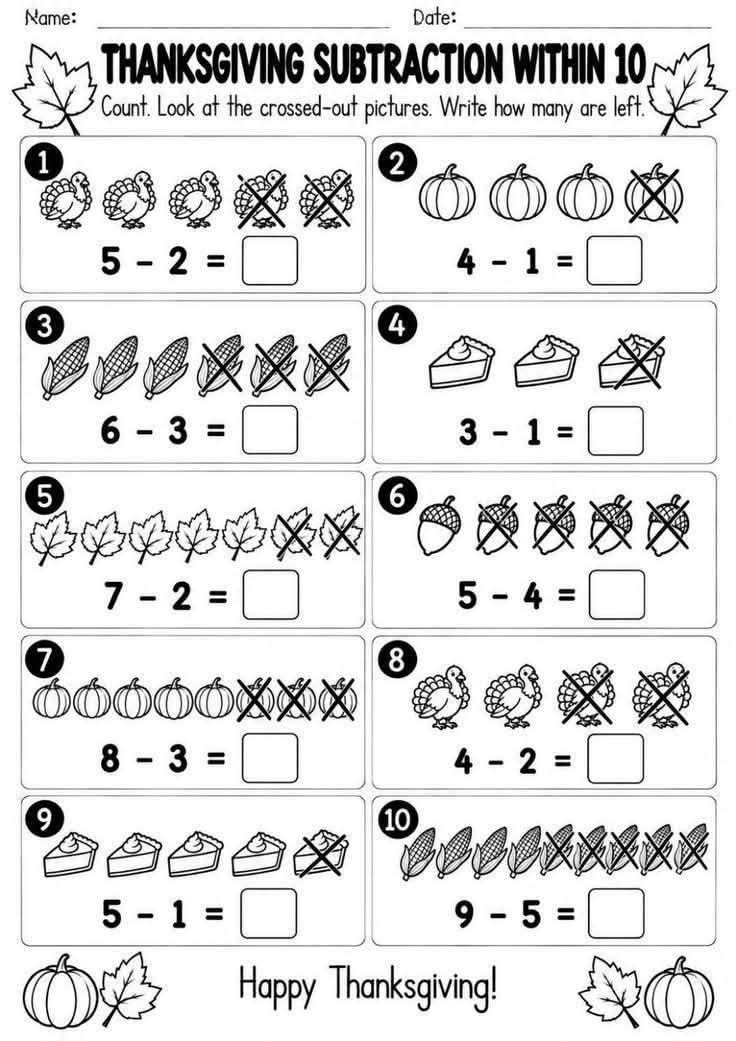 Name: Date:
THANKSGIVING SUBTRACTION WITHIN 10
Count. Look at the crossed-out pictures. Write how many are left.
1
5 - 2 =
2
4 - 1 =
3
6 - 3 =
4
3 - 1 =
5
7 - 2 =
6
5 - 4 =
7
8 - 3 =
8
4 - 2 =
9
5 - 1 =
10
9 - 5 =
Happy Thanksgiving!